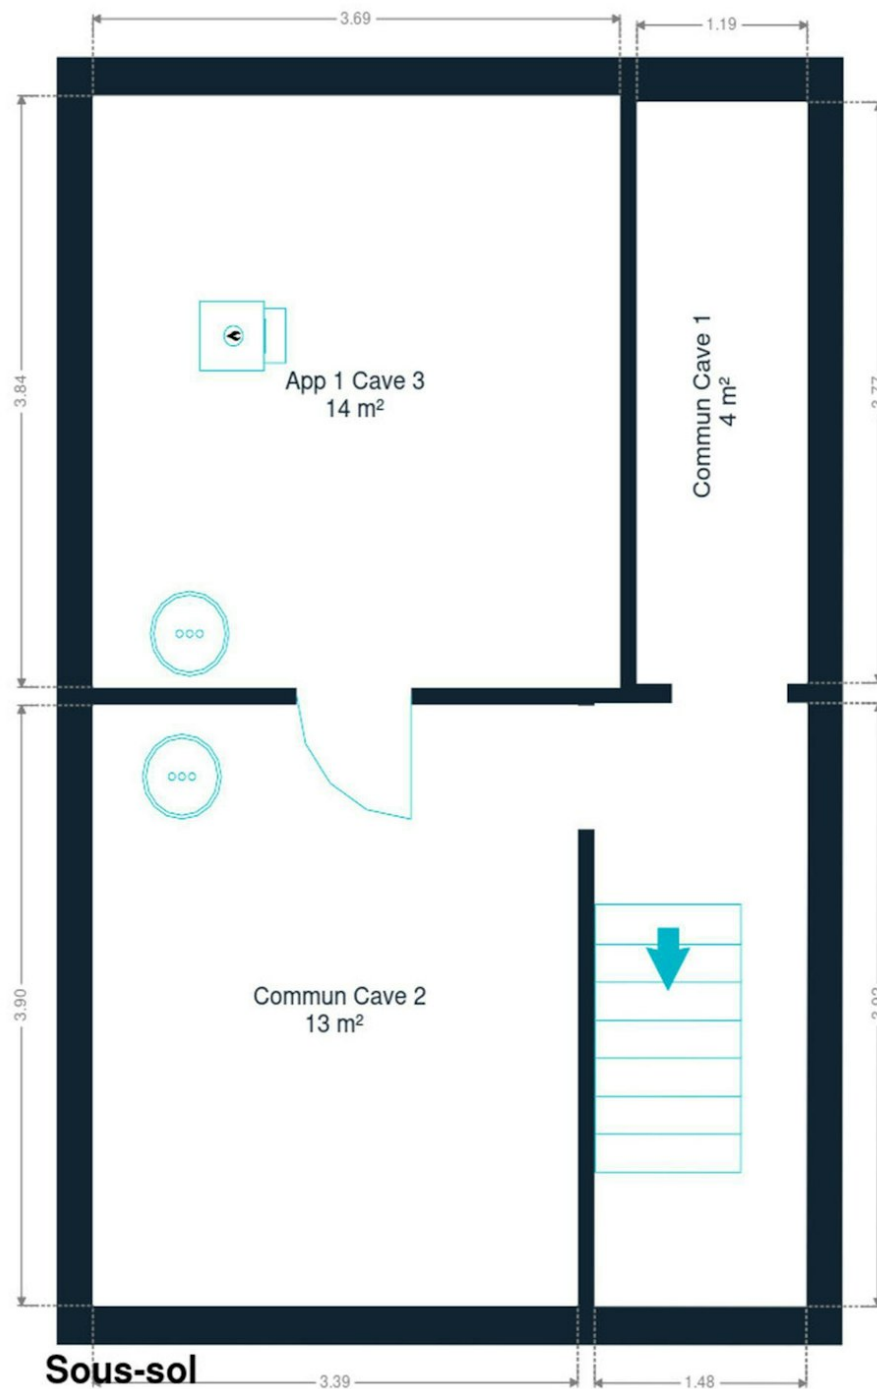 3.69
1.19
3.84
App 1 Cave 3
14 m²
Commun Cave 1
4 m²
3.90
Commun Cave 2
13 m²
Sous-sol
3.39
1.48